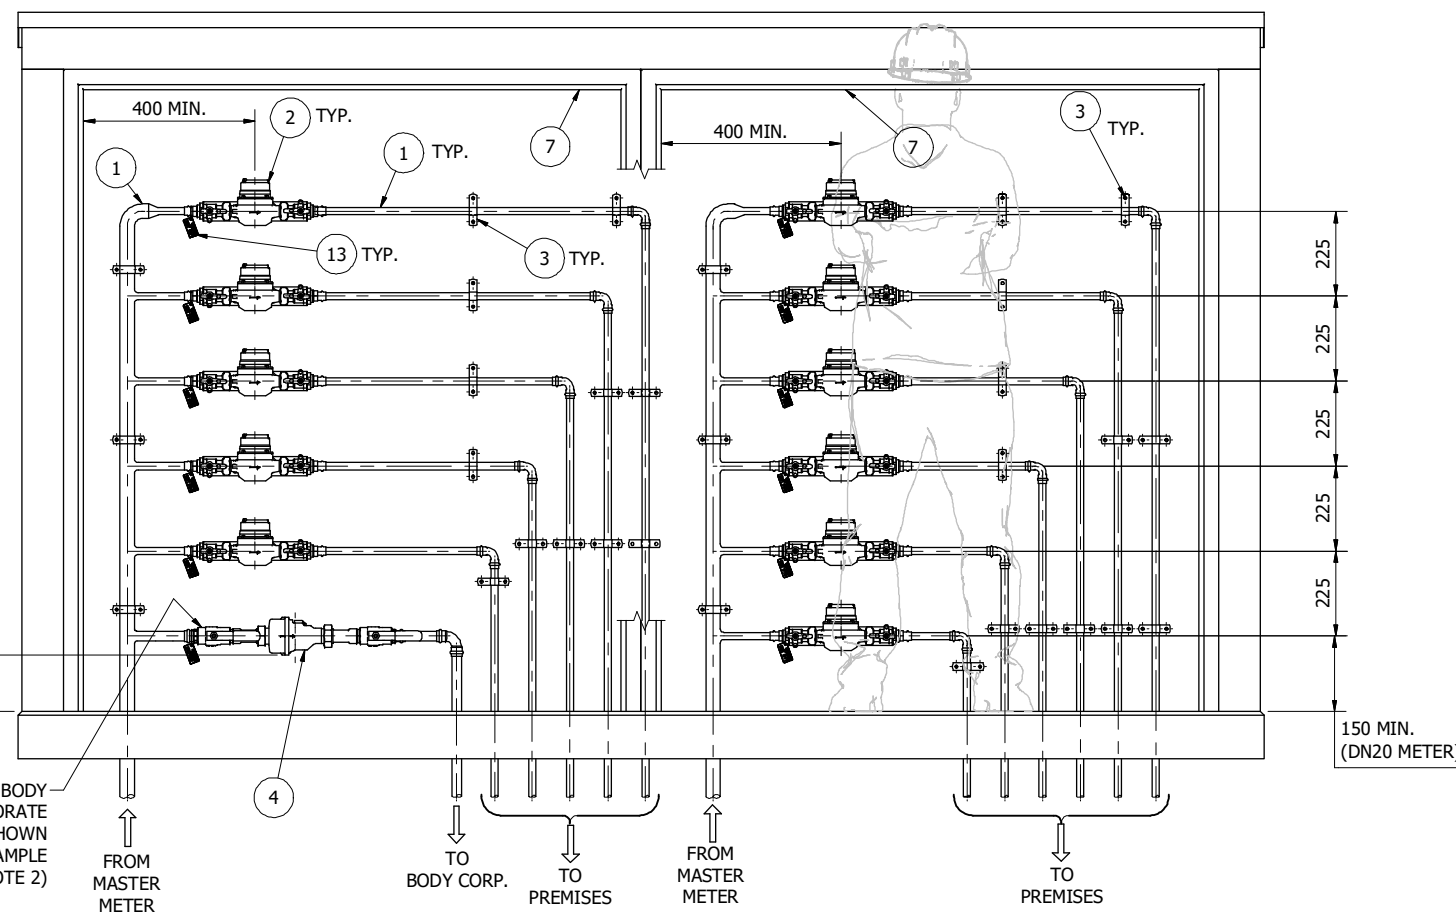 400 MIN.
2 TYP.
1 TYP.
1
7
13 TYP.
3 TYP.
400 MIN.
7
3
TYP.
225
225
225
225
225
150 MIN.
(DN20 METER)
4
BODY
ORATE
HOWN
AMPLE
OTE 2)
FROM
MASTER
METER
TO
BODY CORP.
TO
PREMISES
FROM
MASTER
METER
TO
PREMISES